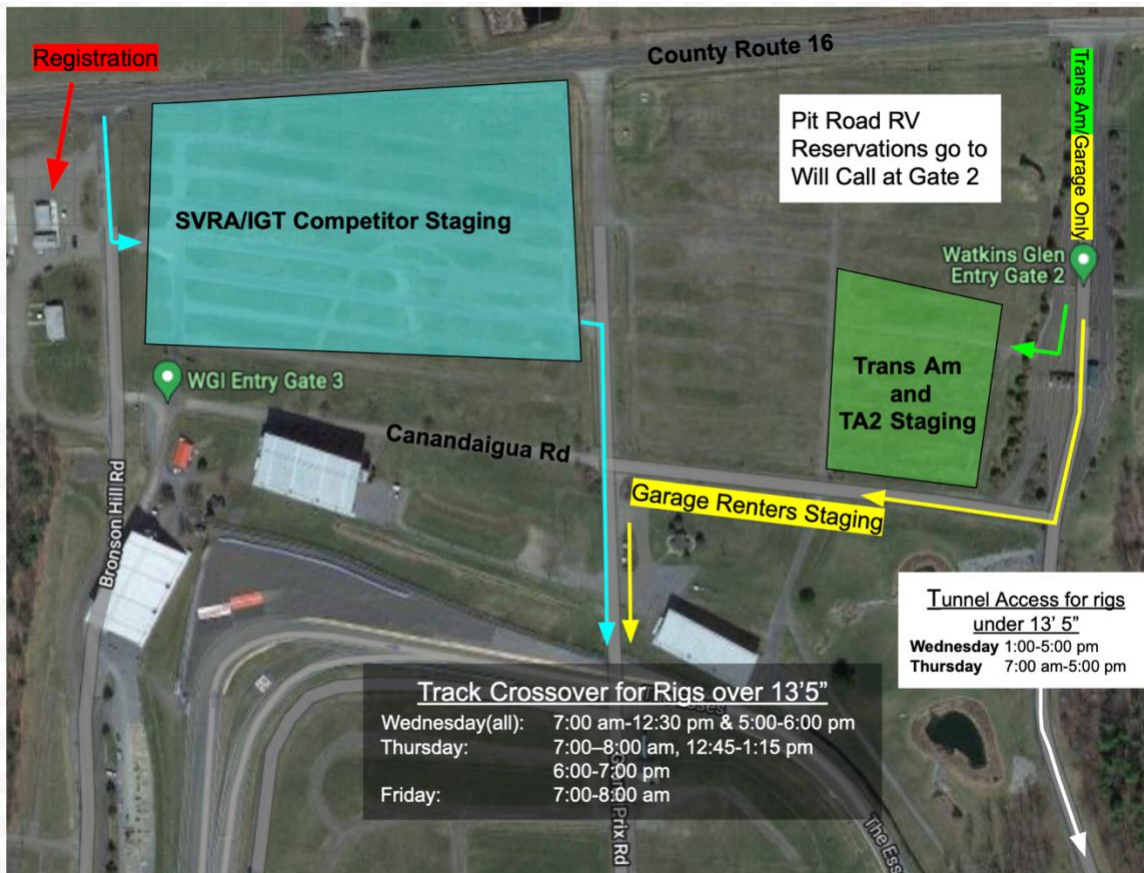 Registration
County Route 16
Trans Am/Garage Only
Pit Road RV
Reservations go to
Will Call at Gate 2
SVRA/IGT Competitor Staging
Watkins Glen
Entry Gate 2
WGI Entry Gate 3
Trans Am
and
TA2 Staging
Canandaigua Rd
Garage Renters Staging
Bronson Hill Rd
Tunnel Access for rigs
under 13’ 5”
Wednesday 1:00-5:00 pm
Thursday 7:00 am-5:00 pm
Track Crossover for Rigs over 13’5”
Wednesday(all): 7:00 am-12:30 pm & 5:00-6:00 pm
Thursday: 7:00–8:00 am, 12:45-1:15 pm
6:00-7:00 pm
Friday: 7:00-8:00 am
Prix Rd
The Ess